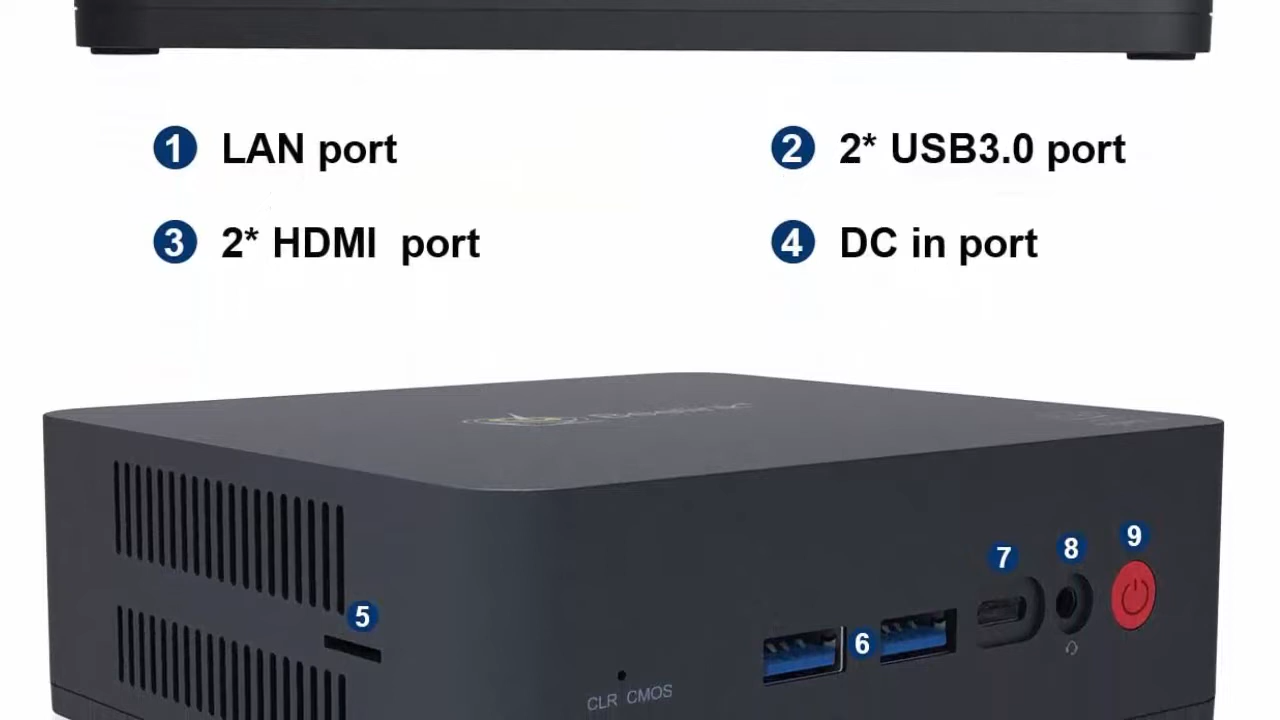 1 LAN port
2 2* USB3.0 port
3 2* HDMI port
4 DC in port
Beelink
9
8
7
5
6
CLR CMOS